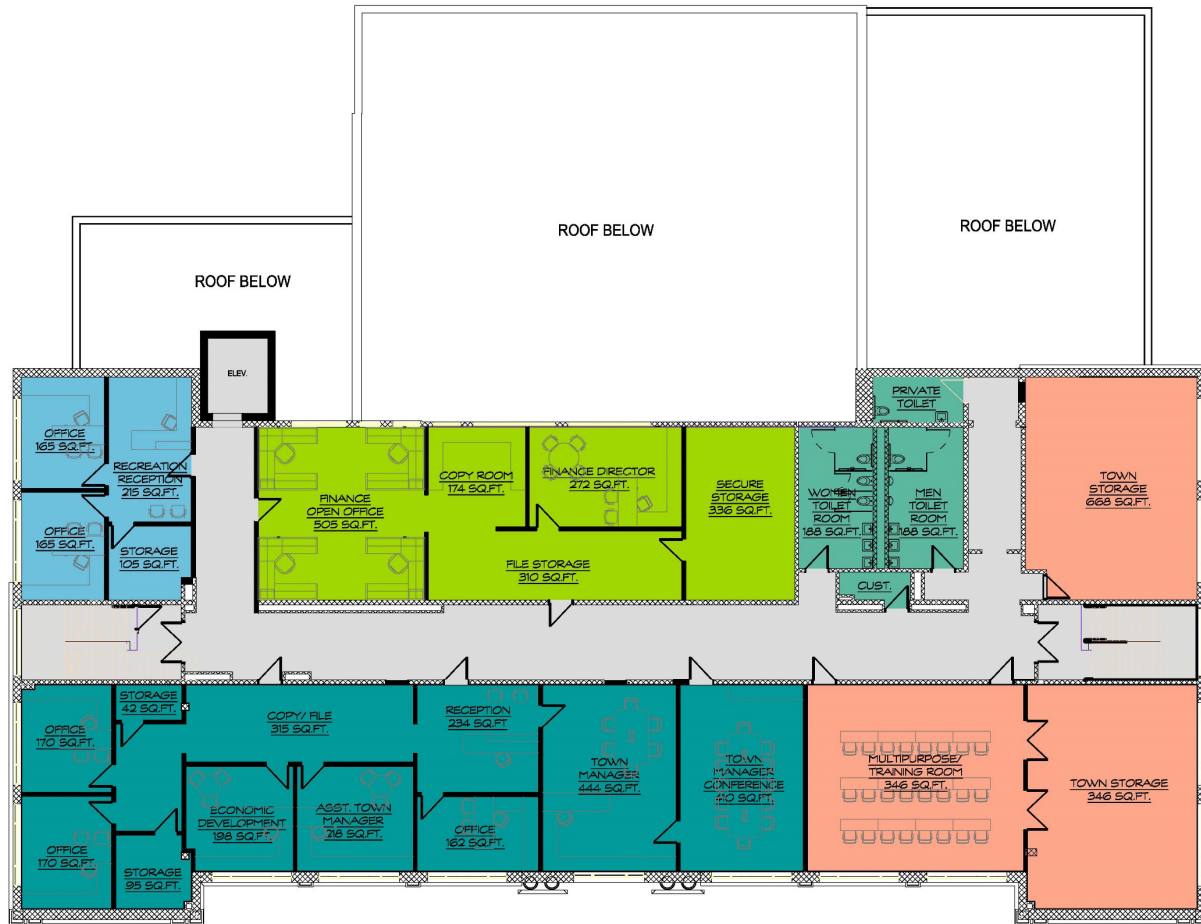 ROOF BELOW
ROOF BELOW
ROOF BELOW
ELEV.
PRIVATE
TOILET
OFFICE
165 SQ.FT.
RECREATION
RECEPTION
215 SQ.FT.
OFFICE
165 SQ.FT.
STORAGE
105 SQ.FT.
FINANCE
OPEN OFFICE
505 SQ.FT.
COPY ROOM
174 SQ.FT.
FINANCE DIRECTOR
272 SQ.FT.
FILE STORAGE
310 SQ.FT.
SECURE
STORAGE
336 SQ.FT.
WOMEN
TOILET
ROOM
188 SQ.FT.
MEN
TOILET
ROOM
188 SQ.FT.
CUST.
TOWN
STORAGE
668 SQ.FT.
OFFICE
170 SQ.FT.
STORAGE
42 SQ.FT.
COPY/ FILE
315 SQ.FT.
RECEPTION
234 SQ.FT.
TOWN
MANAGER
444 SQ.FT.
TOWN
MANAGER
CONFERENCE
410 SQ.FT.
MULTIPURPOSE/
TRAINING ROOM
346 SQ.FT.
TOWN STORAGE
346 SQ.FT.
OFFICE
170 SQ.FT.
STORAGE
95 SQ.FT.
ECONOMIC
DEVELOPMENT
198 SQ.FT.
ASST. TOWN
MANAGER
218 SQ.FT.
OFFICE
162 SQ.FT.